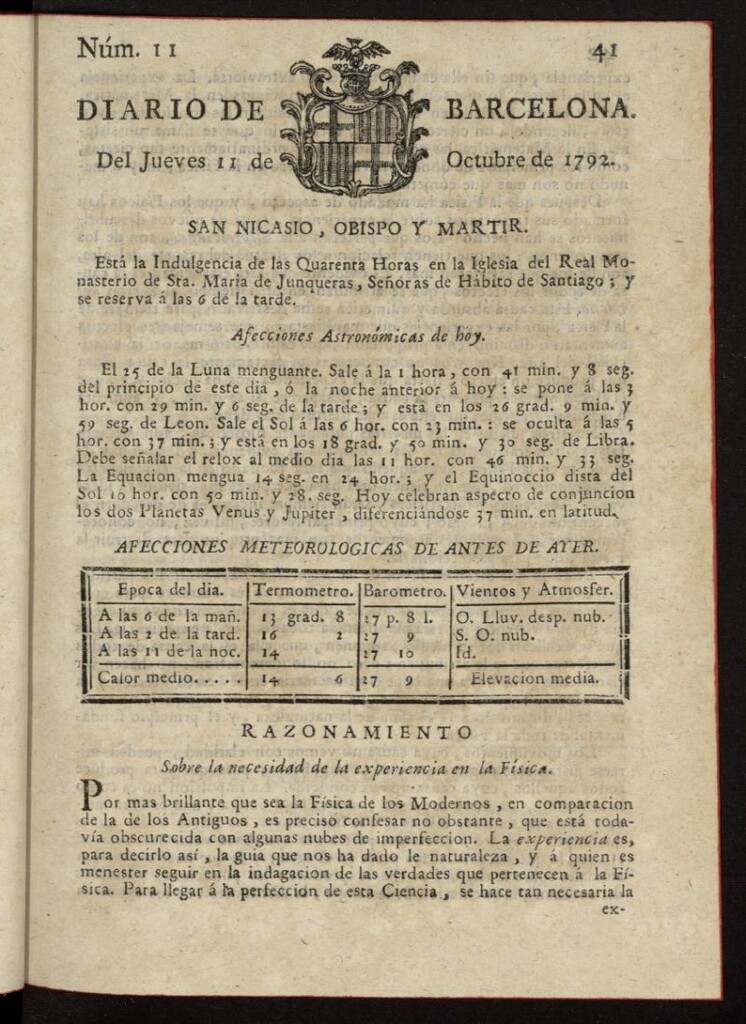 Núm. 11 41
DIARIO DE BARCELONA.
Del Jueves 11 de Octubre de 1792.
SAN NICASIO, OBISPO Y MARTIR.
Está la Indulgencia de las Quarenta Horas en la Iglesia del Real Mo-
nasterio de Sta. Maria de Junqueras, Señoras de Hábito de Santiago; y
se reserva á las 6 de la tarde.
Afecciones Astronómicas de hoy.
El 25 de la Luna menguante. Sale á la 1 hora, con 41 min. y 8 seg.
del principio de este dia, ó la noche anterior á hoy: se pone á las 3
hor. con 29 min. y 6 seg. de la tarde; y está en los 26 grad. 9 min. y
59 seg. de Leon. Sale el Sol á las 6 hor. con 23 min.: se oculta á las 5
hor. con 37 min.; y está en los 18 grad. y 50 min. y 30 seg. de Libra.
Debe señalar el relox al medio dia las 11 hor. con 46 min. y 33 seg.
La Equacion mengua 14 seg. en 24 hor.; y el Equinoccio dista del
Sol 10 hor. con 50 min. y 28. seg. Hoy celebran aspecto de conjuncion
los dos Planetas Venus y Jupiter, diferenciándose 37 min. en latitud.
AFECCIONES METEOROLOGICAS DE ANTES DE AYER.
Epoca del dia. Termometro. Barometro. Vientos y Atmosfer.
A las 6 de la mañ. 13 grad. 8 27 p. 8 l. O. Lluv. desp. nub.
A las 2 de la tard. 16 2 27 9 S. O. nub.
A las 11 de la noc. 14 27 10 Id.
Calor medio..... 14 6 27 9 Elevacion media.
RAZONAMIENTO
Sobre la necesidad de la experiencia en la Física.
Por mas brillante que sea la Física de los Modernos, en comparacion
de la de los Antiguos, es preciso confesar no obstante, que está toda-
vía obscurecida con algunas nubes de imperfeccion. La experiencia es,
para decirlo así, la guia que nos ha dado le naturaleza, y á quien es
menester seguir en la indagacion de las verdades que pertenecen á la Fí-
sica. Para llegar á la perfeccion de esta Ciencia, se hace tan necesaria la
ex-